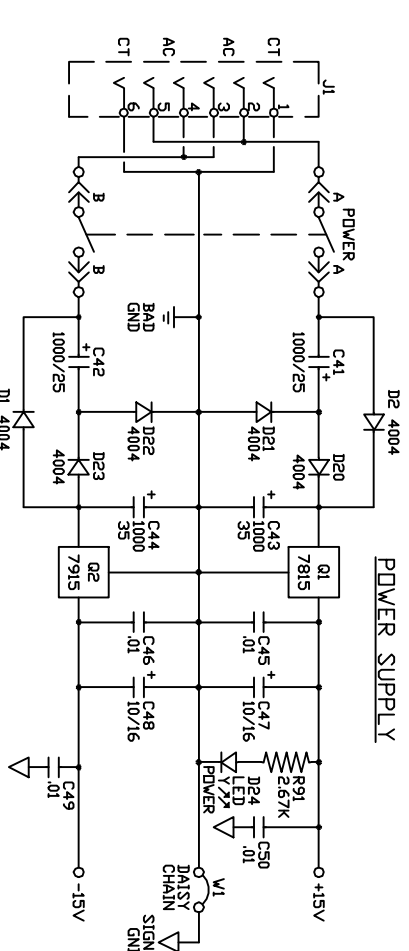 POWER SUPPLY
J1
CT
AC
AC
CT
1
2
3
4
5
6
POWER
A
A
B
B
BAD
GND
D2 4004
C41
1000/25
+
D20
4004
D21
4004
D22
4004
D23
4004
C42
1000/25
+
D1 4004
C43
1000
35
+
C44
1000
35
+
Q1
7815
Q2
7915
C45
.01
C46
.01
C47
10/16
+
C48
10/16
+
R91
2.67K
D24
LED
Y
POWER
C50
.01
C49
.01
W1
DAISY
CHAIN
+15V
-15V
SIGN